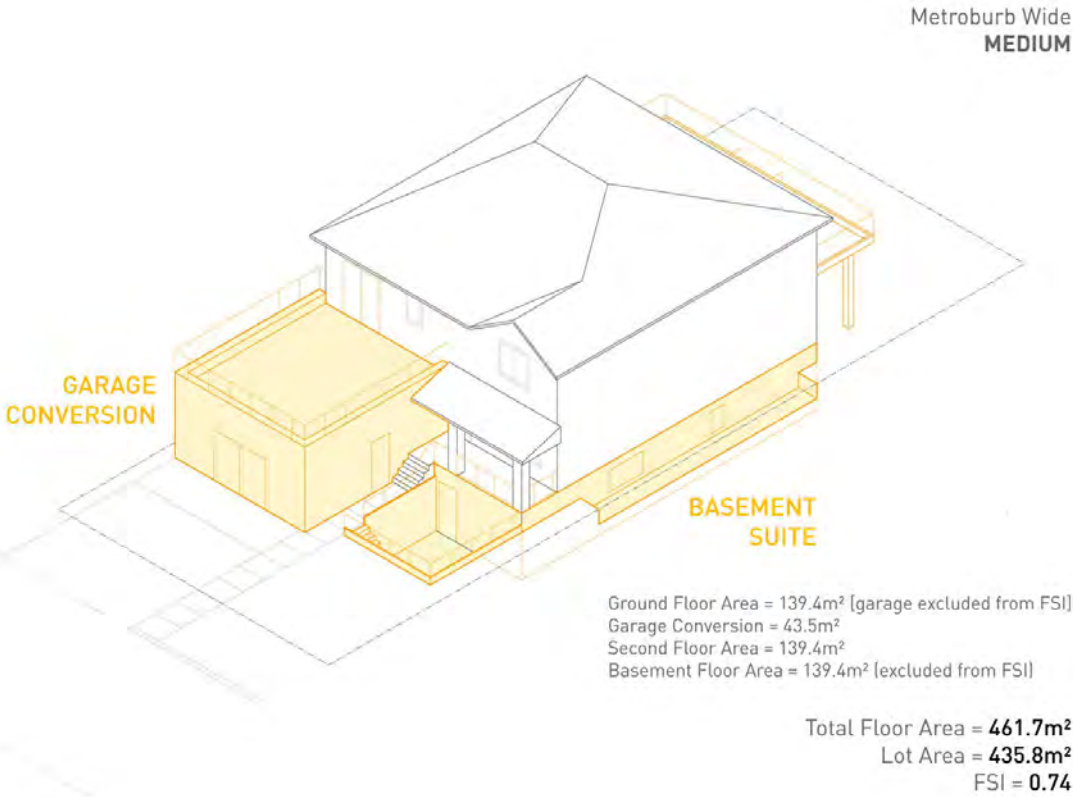 Metroburb Wide
MEDIUM
GARAGE
CONVERSION
BASEMENT
SUITE
Ground Floor Area = 139.4m² [garage excluded from FSI]
Garage Conversion = 43.5m²
Second Floor Area = 139.4m²
Basement Floor Area = 139.4m² (excluded from FSI)
Total Floor Area = 461.7m²
Lot Area = 435.8m²
FSI = 0.74